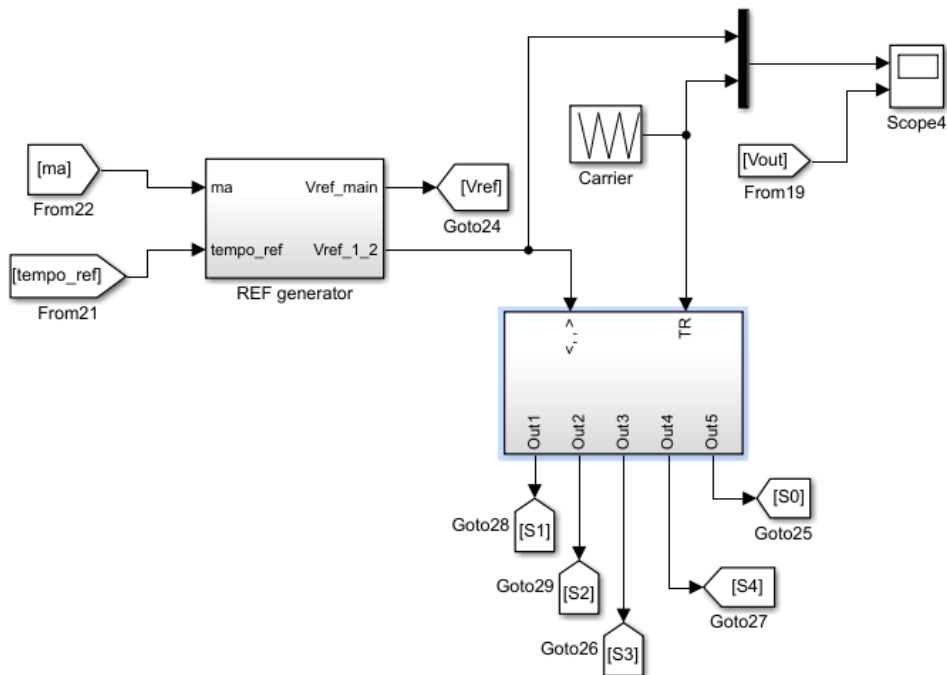 [ma]
From22
[tempo_ref]
From21
ma
tempo_ref
Vref_main
Vref_1_2
REF generator
[Vref]
Goto24
Carrier
[Vout]
From19
Scope4
<, , >
TR
Out1
Out2
Out3
Out4
Out5
Goto28
[S1]
Goto29
[S2]
Goto26
[S3]
[S4]
Goto27
[S0]
Goto25